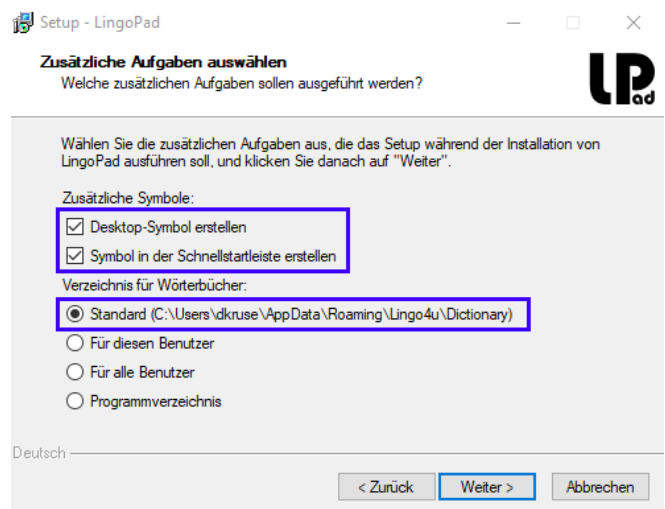 Setup - LingoPad
Zusätzliche Aufgaben auswählen
Welche zusätzlichen Aufgaben sollen ausgeführt werden?
LPad
Wählen Sie die zusätzlichen Aufgaben aus, die das Setup während der Installation von
LingoPad ausführen soll, und klicken Sie danach auf "Weiter".
Zusätzliche Symbole:
Desktop-Symbol erstellen
Symbol in der Schnellstartleiste erstellen
Verzeichnis für Wörterbücher:
Standard (C:\Users\dkruse\AppData\Roaming\Lingo4u\Dictionary)
Für diesen Benutzer
Für alle Benutzer
Programmverzeichnis
Deutsch
< Zurück Weiter > Abbrechen